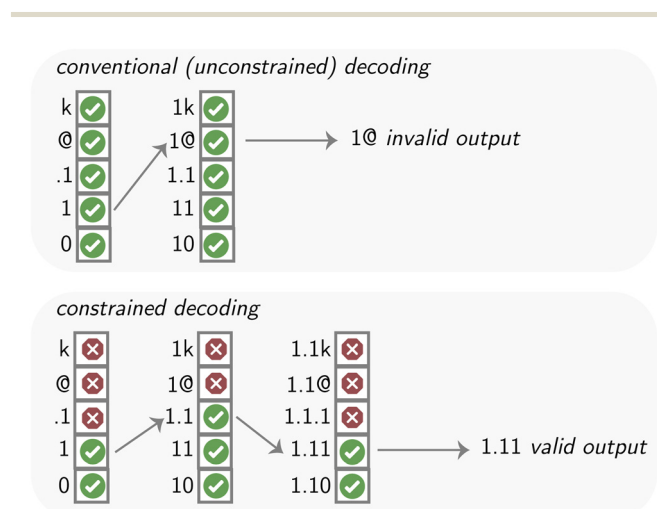 conventional (unconstrained) decoding
k 1k
@ 1@ 1@ invalid output
.1 1.1
1 11
0 10
constrained decoding
k 1k 1.1k
@ 1@ 1.1@
.1 1.1 1.1.1
1 11 1.11 1.11 valid output
0 10 1.10